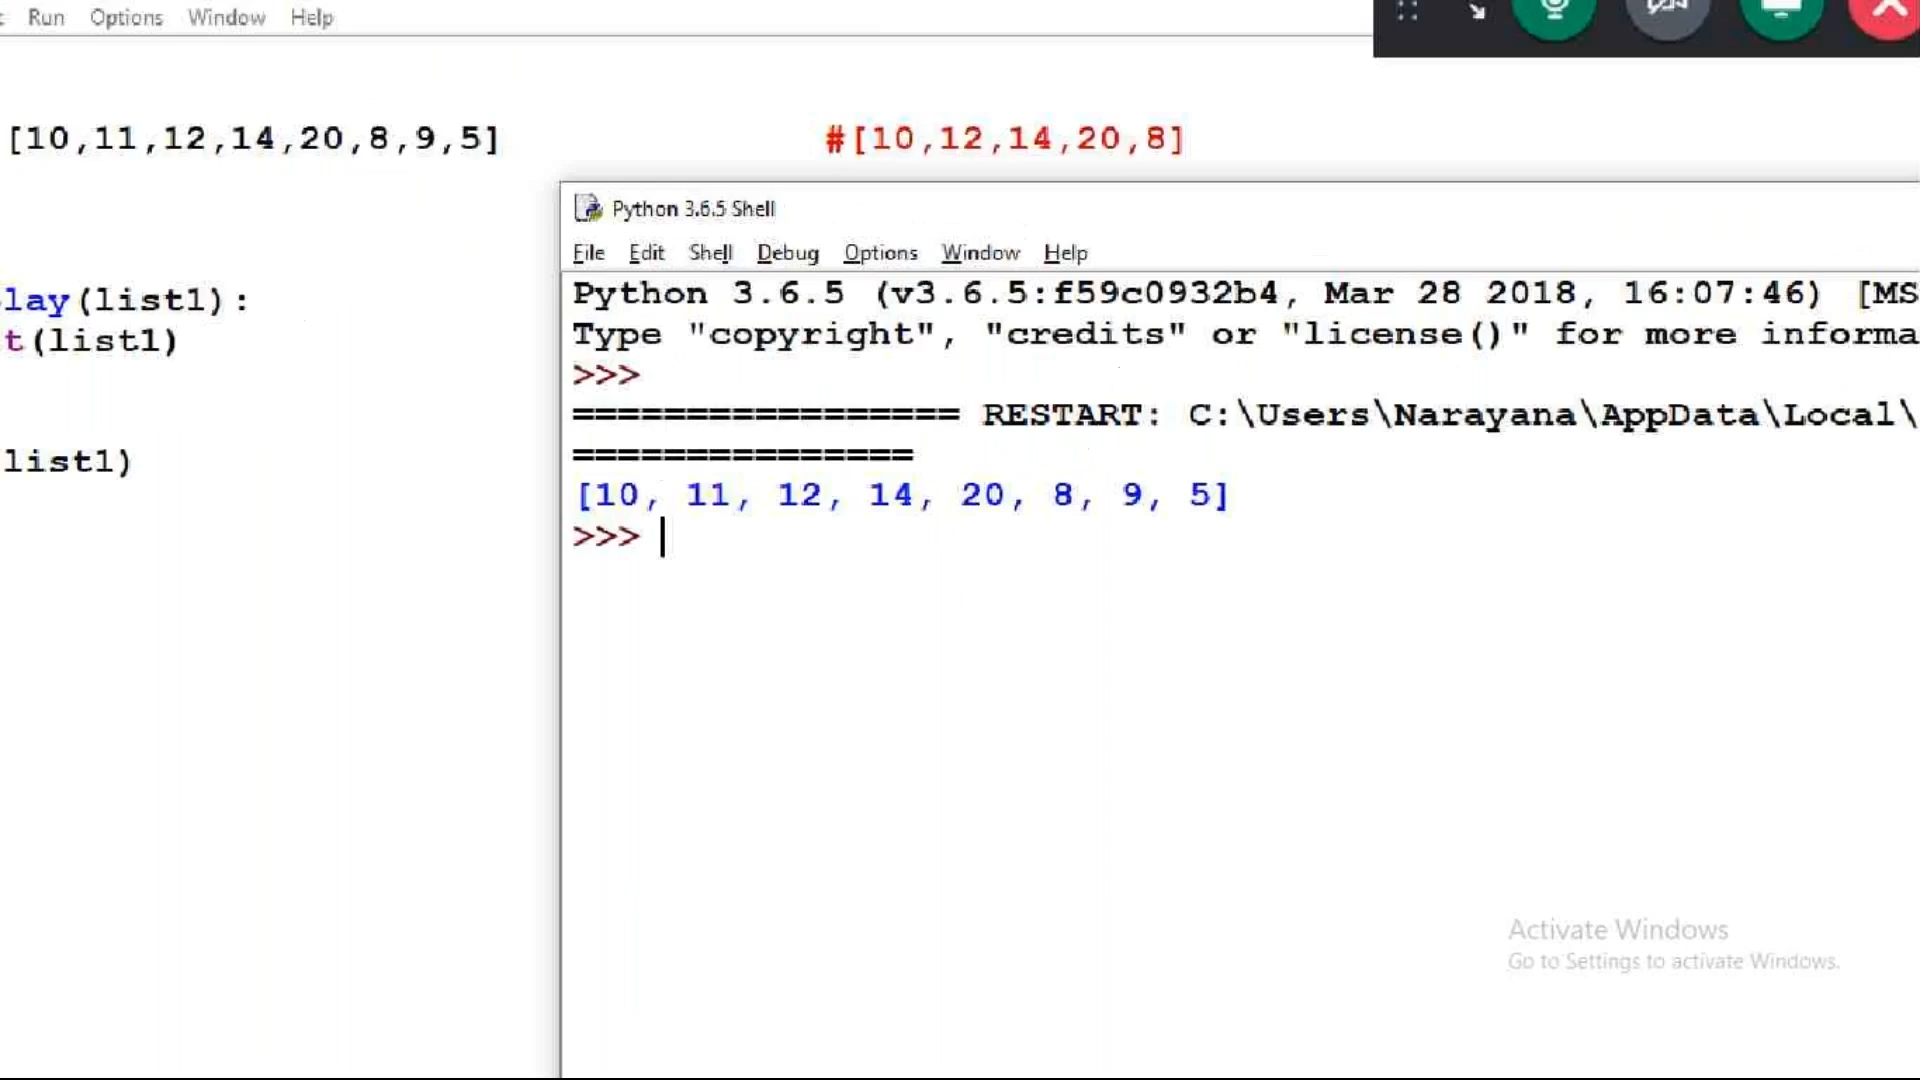 Run Options Window Help
[10,11,12,14,20,8,9,5] #[10,12,14,20,8]
lay(list1):
t(list1)
list1)
Python 3.6.5 Shell
File Edit Shell Debug Options Window Help
Python 3.6.5 (v3.6.5:f59c0932b4, Mar 28 2018, 16:07:46) [MS
Type "copyright", "credits" or "license()" for more informa
>>>
================= RESTART: C:\Users\Narayana\AppData\Local\
===============
[10, 11, 12, 14, 20, 8, 9, 5]
>>>
Activate Windows
Go to Settings to activate Windows.